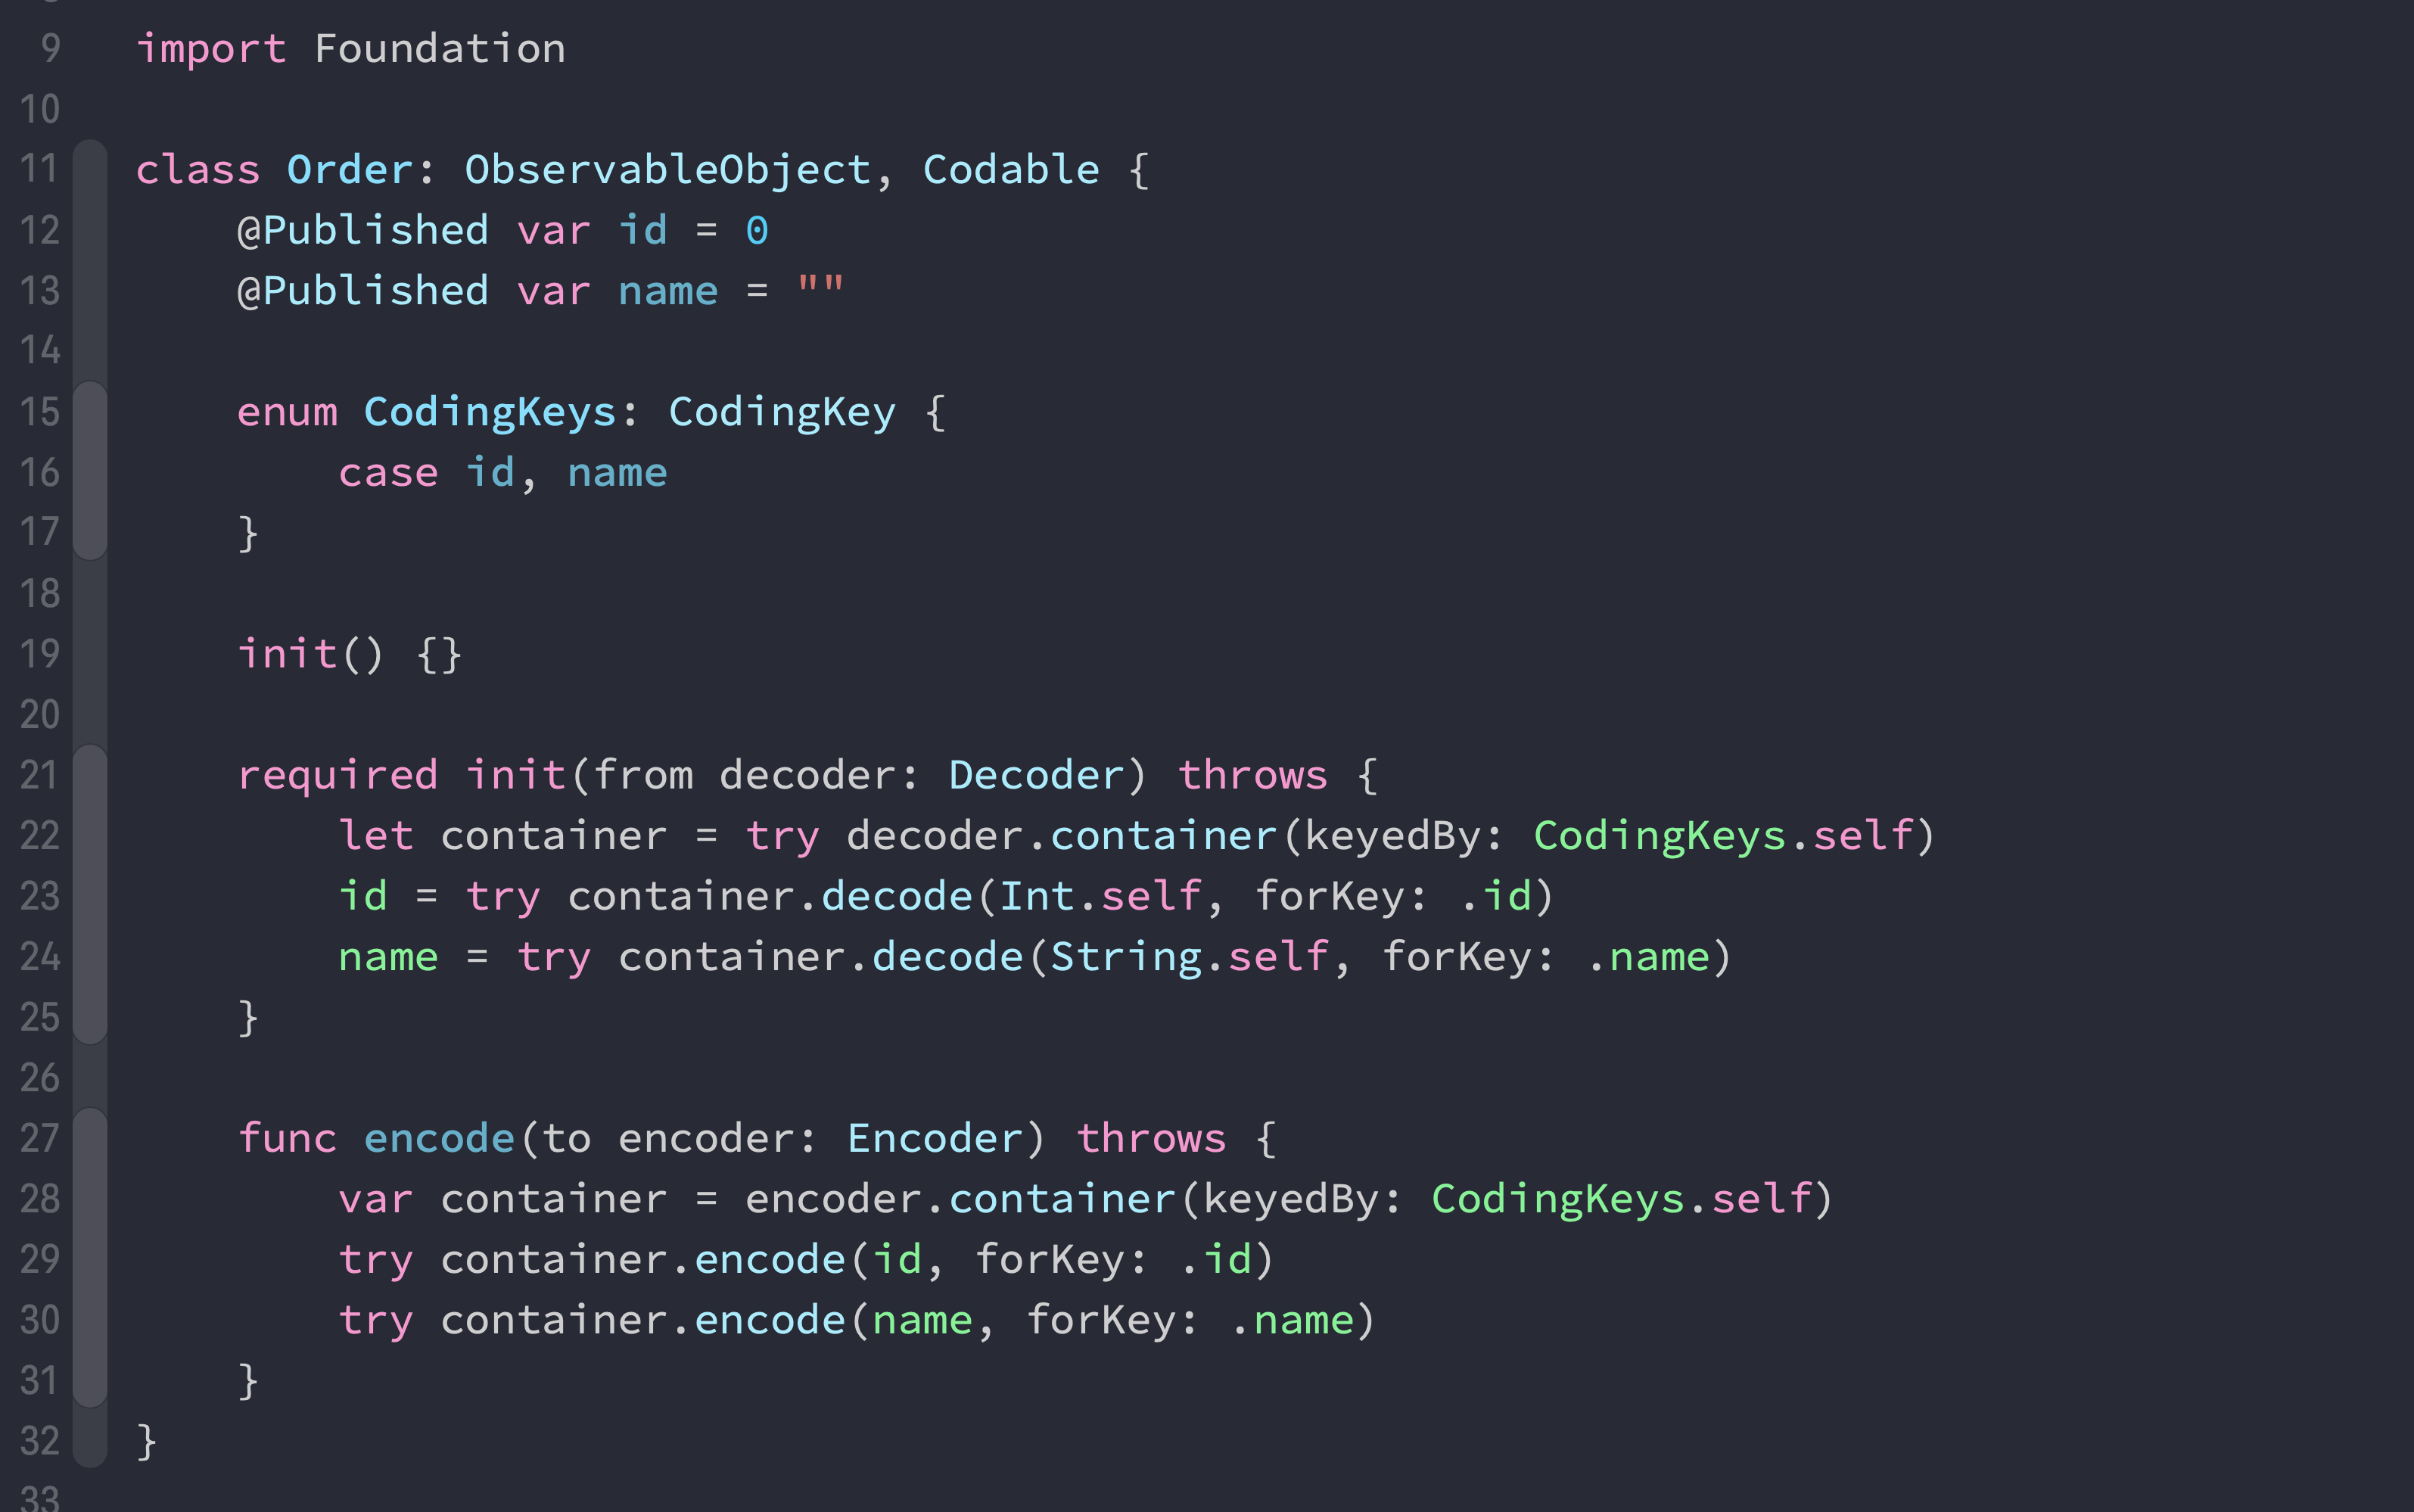 9 import Foundation
10
11 class Order: ObservableObject, Codable {
12     @Published var id = 0
13     @Published var name = ""
14
15     enum CodingKeys: CodingKey {
16         case id, name
17     }
18
19     init() {}
20
21     required init(from decoder: Decoder) throws {
22         let container = try decoder.container(keyedBy: CodingKeys.self)
23         id = try container.decode(Int.self, forKey: .id)
24         name = try container.decode(String.self, forKey: .name)
25     }
26
27     func encode(to encoder: Encoder) throws {
28         var container = encoder.container(keyedBy: CodingKeys.self)
29         try container.encode(id, forKey: .id)
30         try container.encode(name, forKey: .name)
31     }
32 }
33